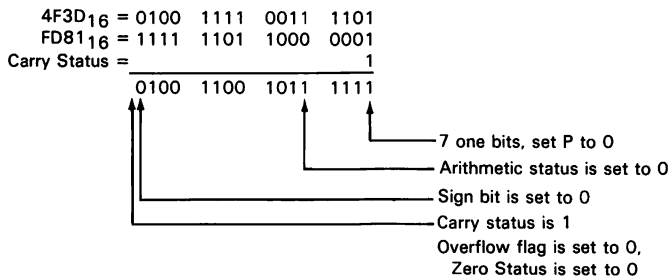 4F3D16 = 0100 1111 0011 1101
FD8116 = 1111 1101 1000 0001
Carry Status = 1
0100 1100 1011 1111
7 one bits, set P to 0
Arithmetic status is set to 0
Sign bit is set to 0
Carry status is 1
Overflow flag is set to 0,
Zero Status is set to 0